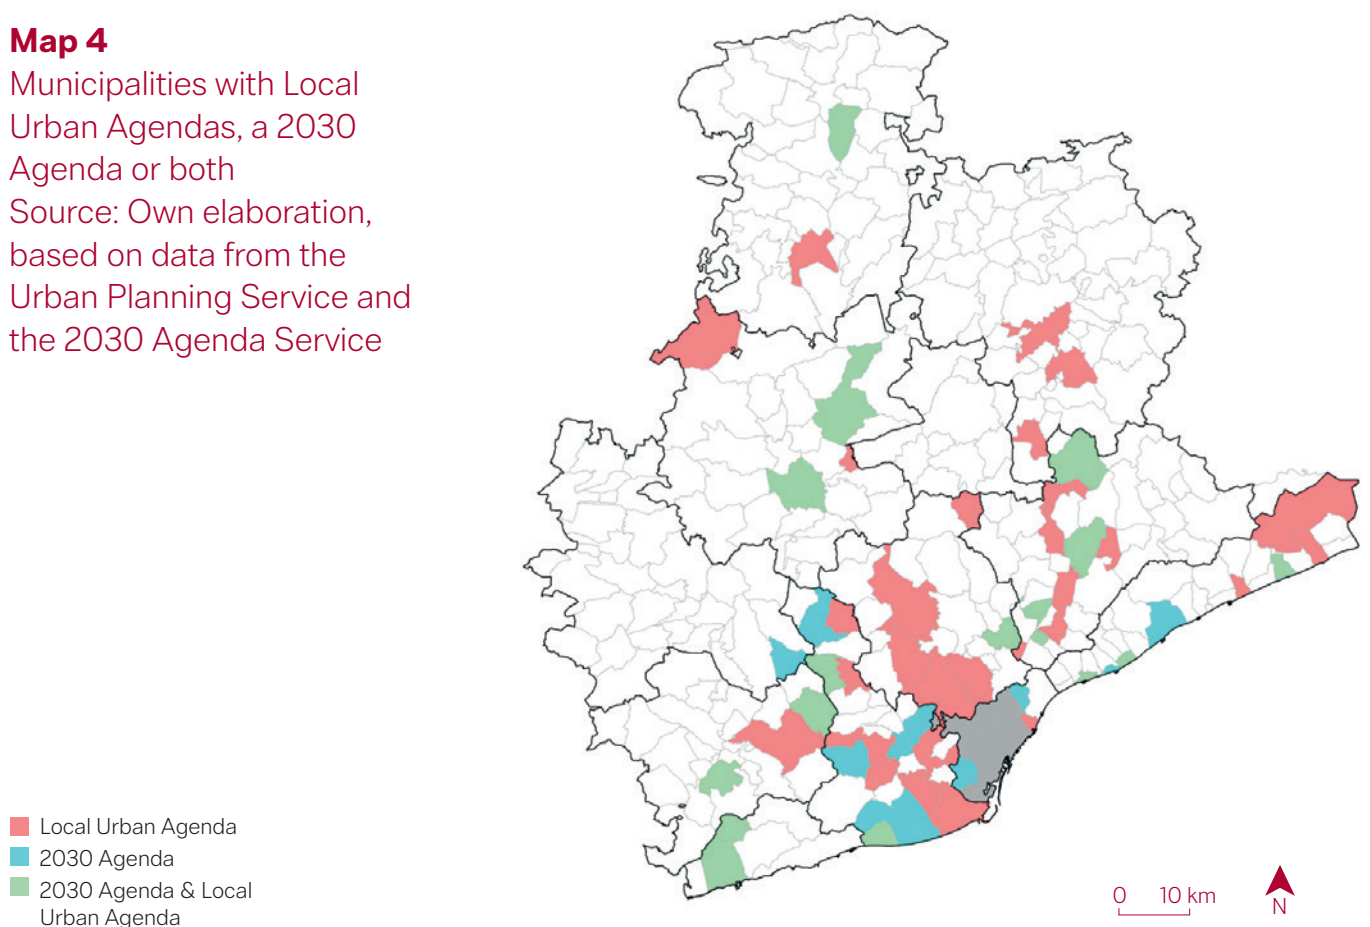 Map 4
Municipalities with Local
Urban Agendas, a 2030
Agenda or both
Source: Own elaboration,
based on data from the
Urban Planning Service and
the 2030 Agenda Service
Local Urban Agenda
2030 Agenda
2030 Agenda & Local
Urban Agenda
0 10 km
N